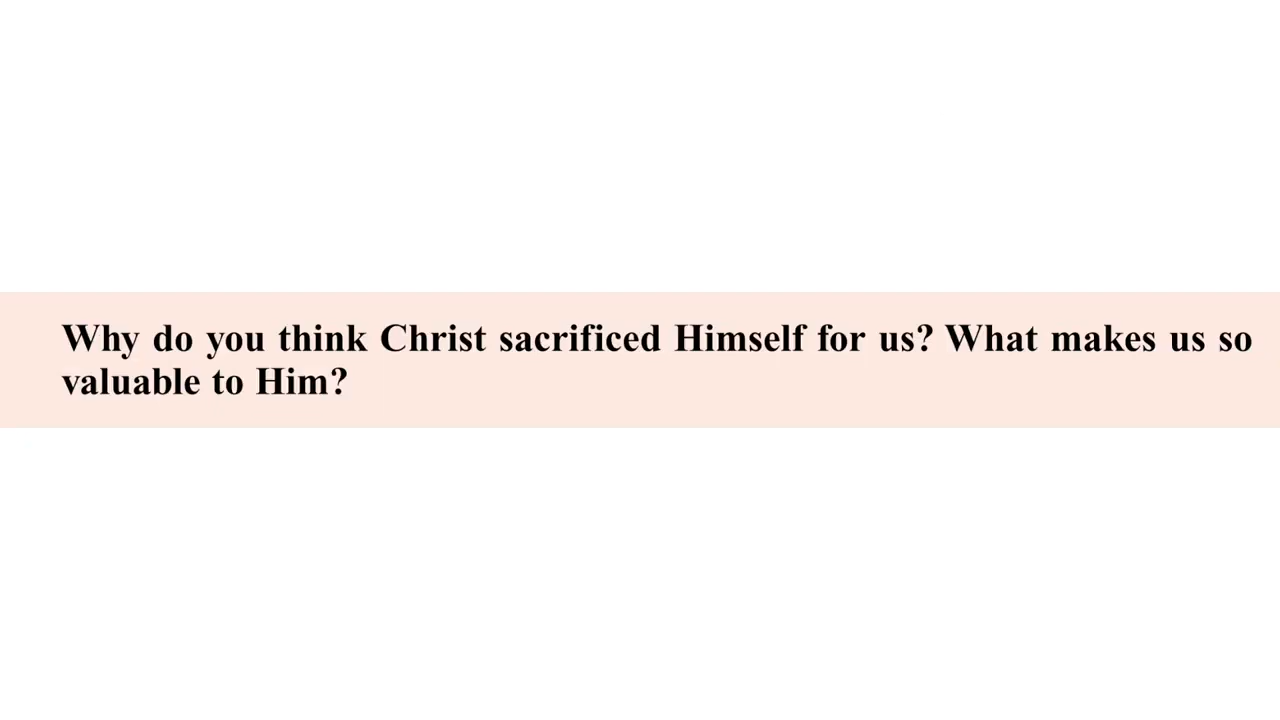 Why do you think Christ sacrificed Himself for us? What makes us so
valuable to Him?